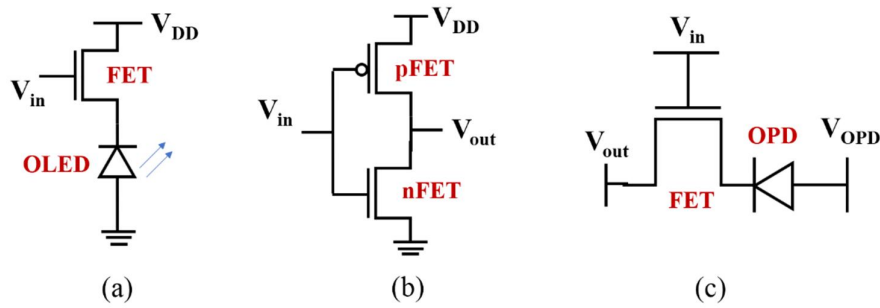 V_DD
FET
V_in
OLED
(a)
V_DD
pFET
V_in
V_out
nFET
(b)
V_in
V_out
OPD
V_OPD
FET
(c)